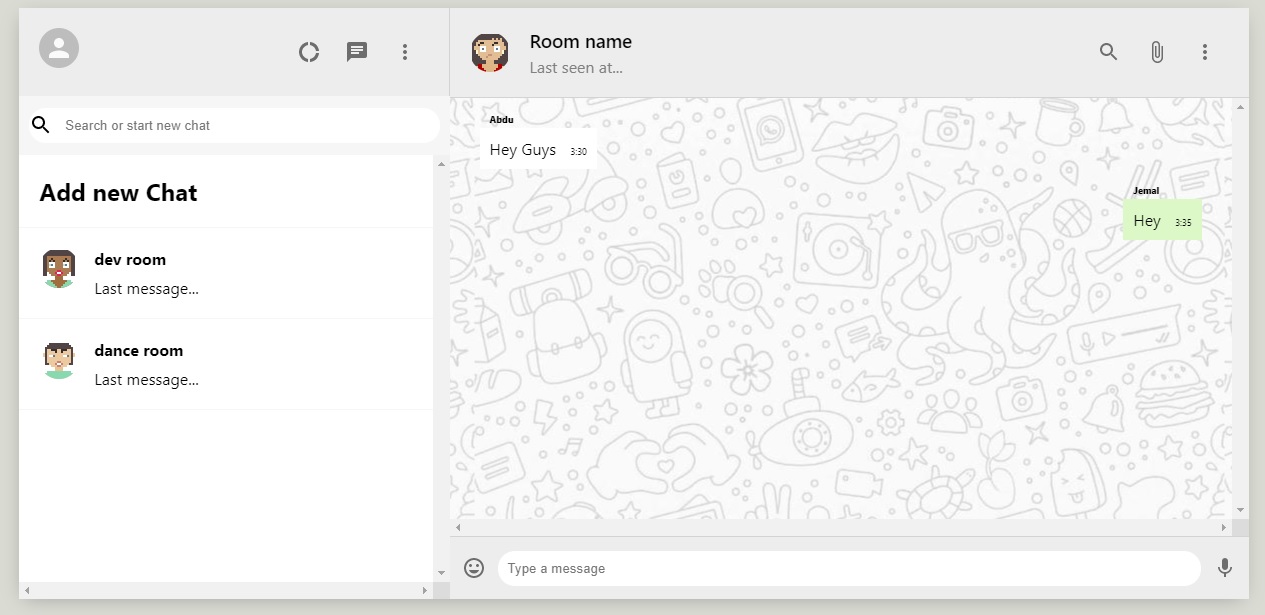 Search or start new chat
Add new Chat
dev room
Last message...
dance room
Last message...
Room name
Last seen at...
Abdu
Hey Guys 3:30
Jemal
Hey 3:35
Type a message